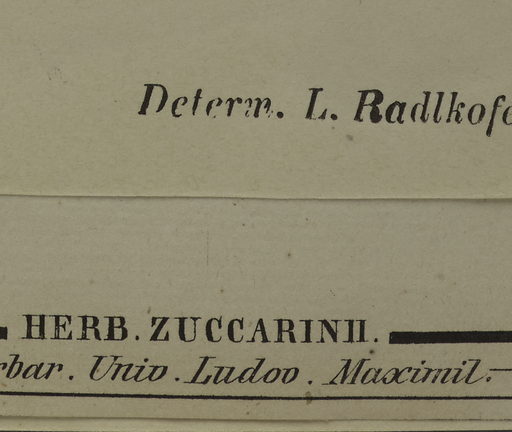 Determ. L. Radlkofe
HERB. ZUCCARINII.
rbar. Univ. Ludov. Maximil.—